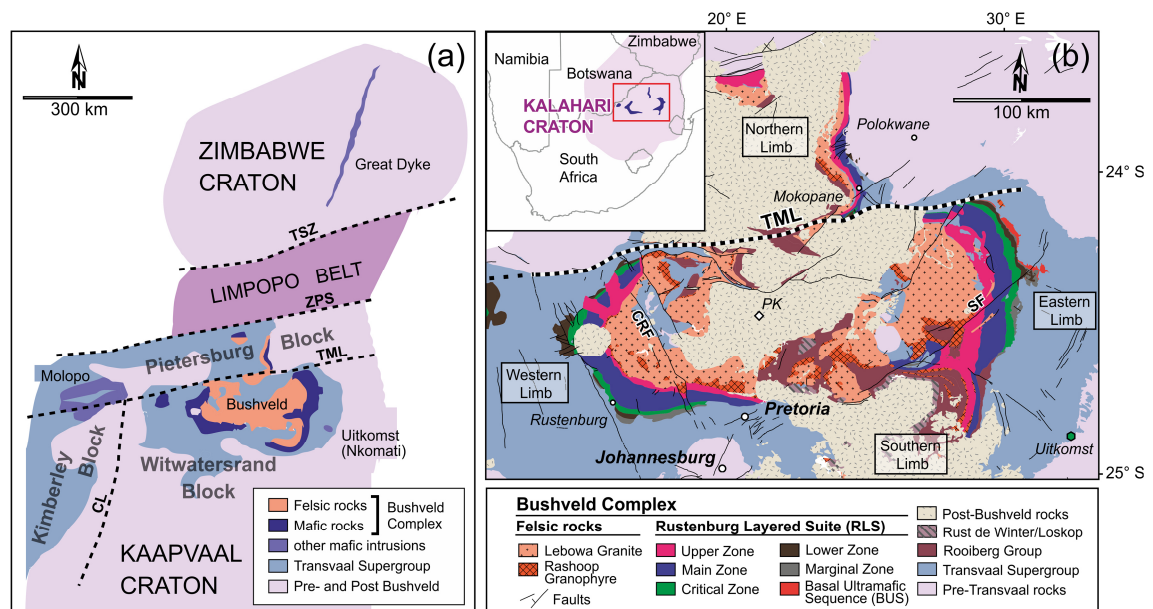 (a)
N
300 km
ZIMBABWE
CRATON
Great Dyke
TSZ
LIMPOPO BELT
ZPS
Pietersburg Block
TML
Molopo
Bushveld
Uitkomst
(Nkomati)
Kimberley Block
CL
Witwatersrand
Block
KAAPVAAL
CRATON
Felsic rocks
Mafic rocks
Bushveld
Complex
other mafic intrusions
Transvaal Supergroup
Pre- and Post Bushveld
20° E
30° E
(b)
Namibia
Zimbabwe
Botswana
KALAHARI
CRATON
South
Africa
N
100 km
Northern
Limb
Polokwane
Mokopane
24° S
TML
PK
CRF
SF
Eastern
Limb
Western
Limb
Rustenburg
Pretoria
Johannesburg
Southern
Limb
Uitkomst
25° S
Bushveld Complex
Felsic rocks
Lebowa Granite
Rashoop
Granophyre
Faults
Rustenburg Layered Suite (RLS)
Upper Zone
Main Zone
Critical Zone
Lower Zone
Marginal Zone
Basal Ultramafic
Sequence (BUS)
Post-Bushveld rocks
Rust de Winter/Loskop
Rooiberg Group
Transvaal Supergroup
Pre-Transvaal rocks